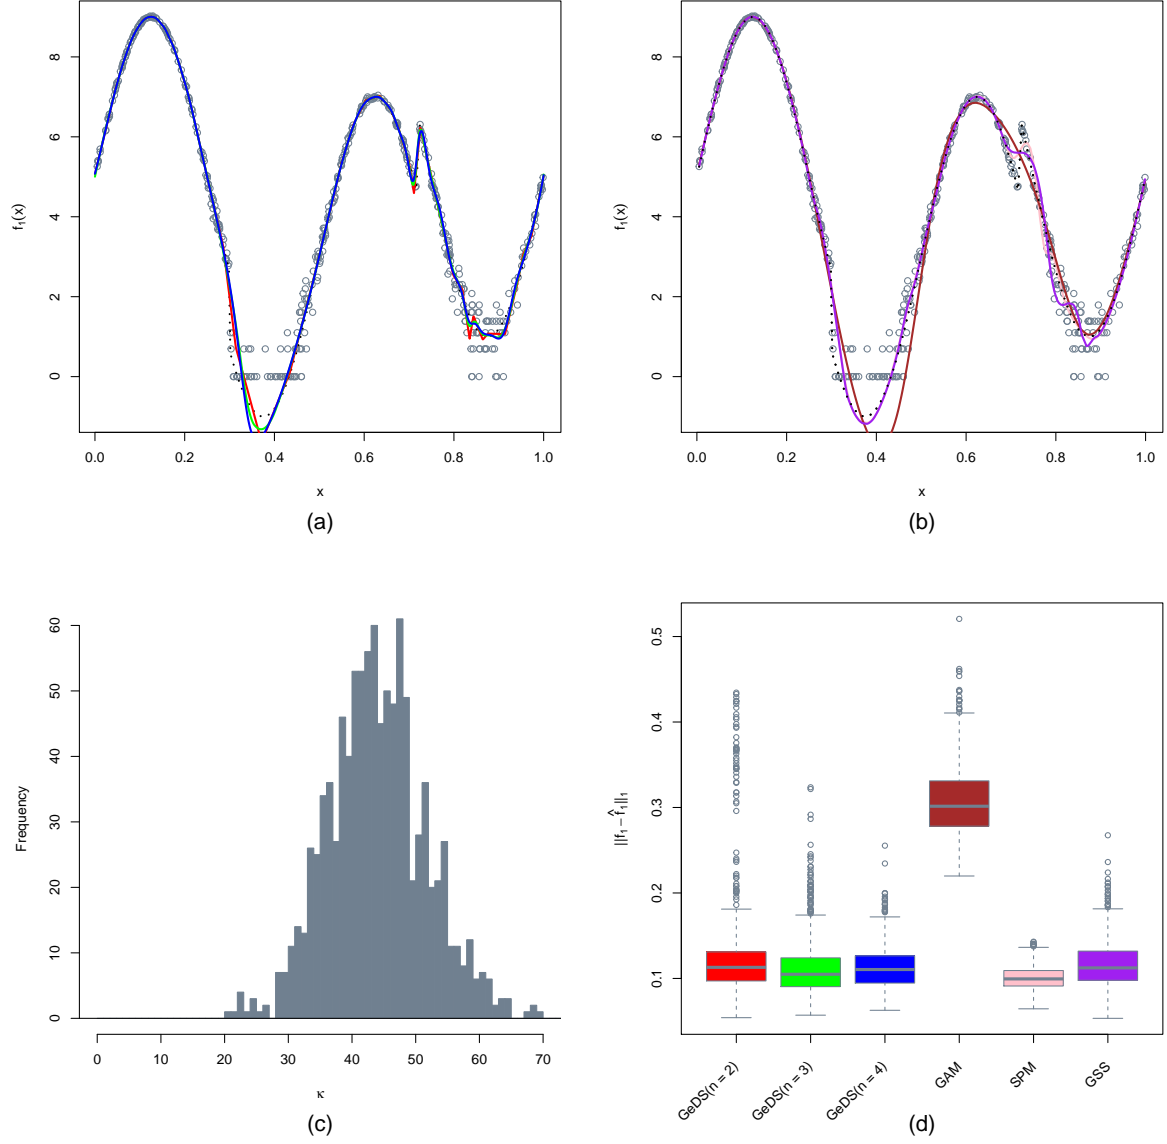 f₁(x)
0 2 4 6 8
0.0 0.2 0.4 0.6 0.8 1.0
x
(a)
f₁(x)
0 2 4 6 8
0.0 0.2 0.4 0.6 0.8 1.0
x
(b)
Frequency
0 10 20 30 40 50 60
0 10 20 30 40 50 60 70
κ
(c)
||f₁ − f̂₁||₁
0.1 0.2 0.3 0.4 0.5
GeDS(n = 2)
GeDS(n = 3)
GeDS(n = 4)
GAM
SPM
GSS
(d)